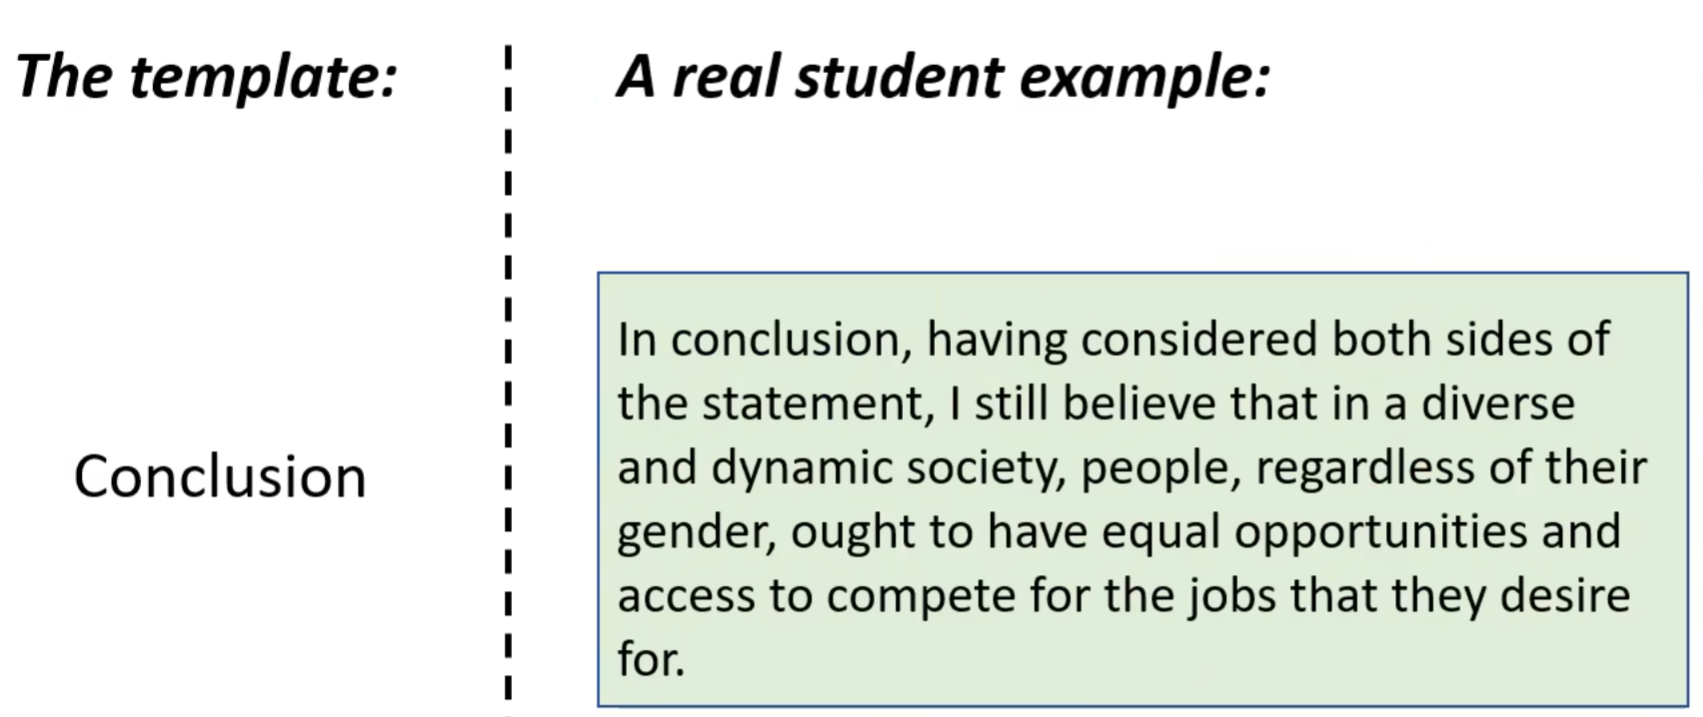 The template:
A real student example:
Conclusion
In conclusion, having considered both sides of
the statement, I still believe that in a diverse
and dynamic society, people, regardless of their
gender, ought to have equal opportunities and
access to compete for the jobs that they desire
for.